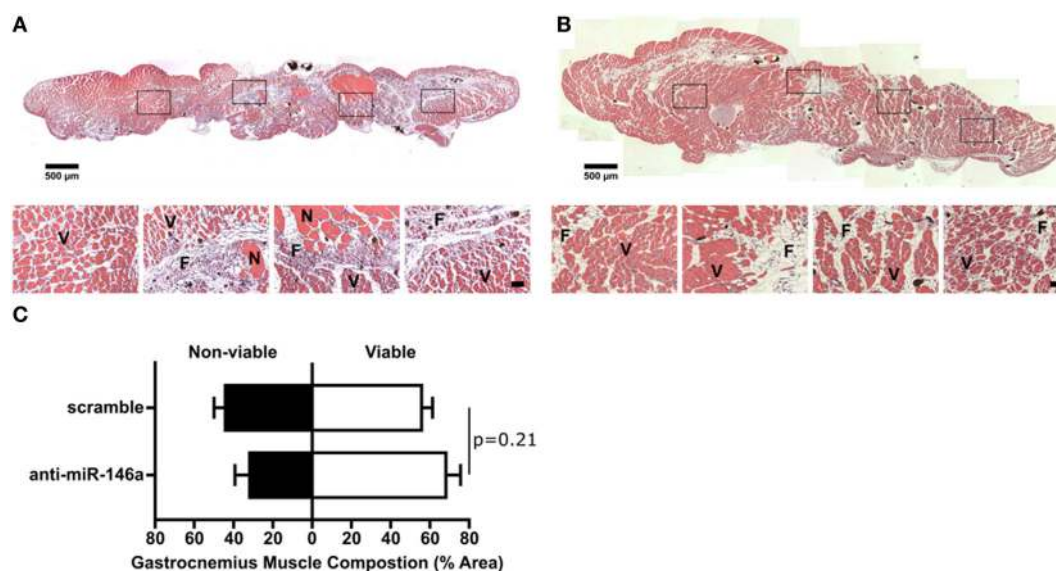 A
B
500 µm
500 µm
V
V
F
N
N
F
V
F
V
F
V
V
F
F
V
F
V
C
Non-viable
Viable
scramble
anti-miR-146a
p=0.21
80 60 40 20 0 20 40 60 80
Gastrocnemius Muscle Compostion (% Area)